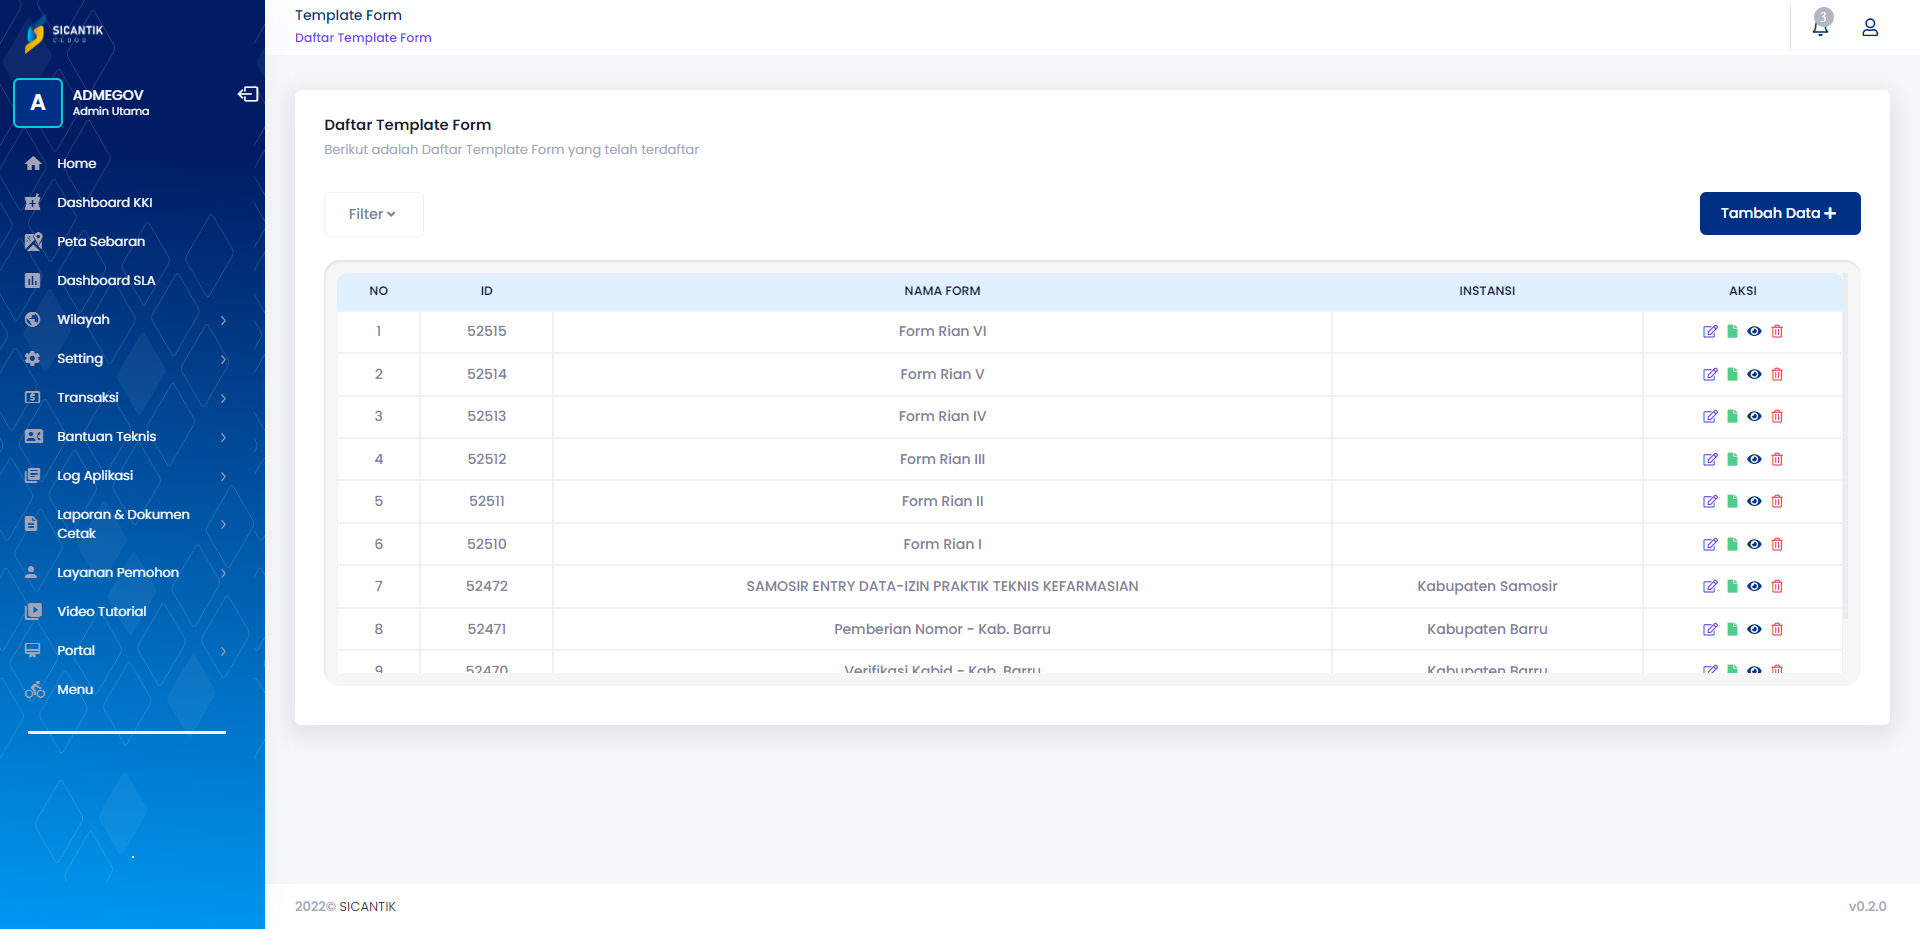 SICANTIK
CLOUD
A
ADMEGOV
Admin Utama
Home
Dashboard KKI
Peta Sebaran
Dashboard SLA
Wilayah
Setting
Transaksi
Bantuan Teknis
Log Aplikasi
Laporan & Dokumen
Cetak
Layanan Pemohon
Video Tutorial
Portal
Menu
Template Form
Daftar Template Form
3
Daftar Template Form
Berikut adalah Daftar Template Form yang telah terdaftar
Filter
Tambah Data +
NO ID NAMA FORM INSTANSI AKSI
1 52515 Form Rian VI
2 52514 Form Rian V
3 52513 Form Rian IV
4 52512 Form Rian III
5 52511 Form Rian II
6 52510 Form Rian I
7 52472 SAMOSIR ENTRY DATA-IZIN PRAKTIK TEKNIS KEFARMASIAN Kabupaten Samosir
8 52471 Pemberian Nomor - Kab. Barru Kabupaten Barru
9 52470 Verifikasi Kabid - Kab. Barru Kabupaten Barru
2022© SICANTIK
v0.2.0